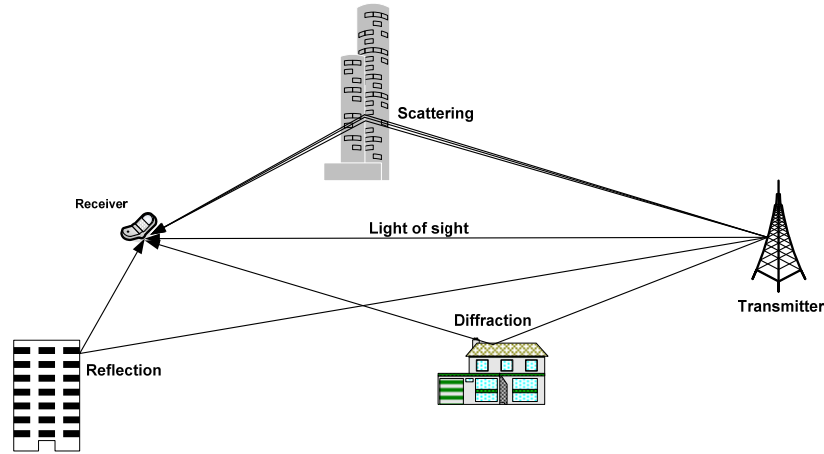 Scattering
Receiver
Light of sight
Transmitter
Diffraction
Reflection